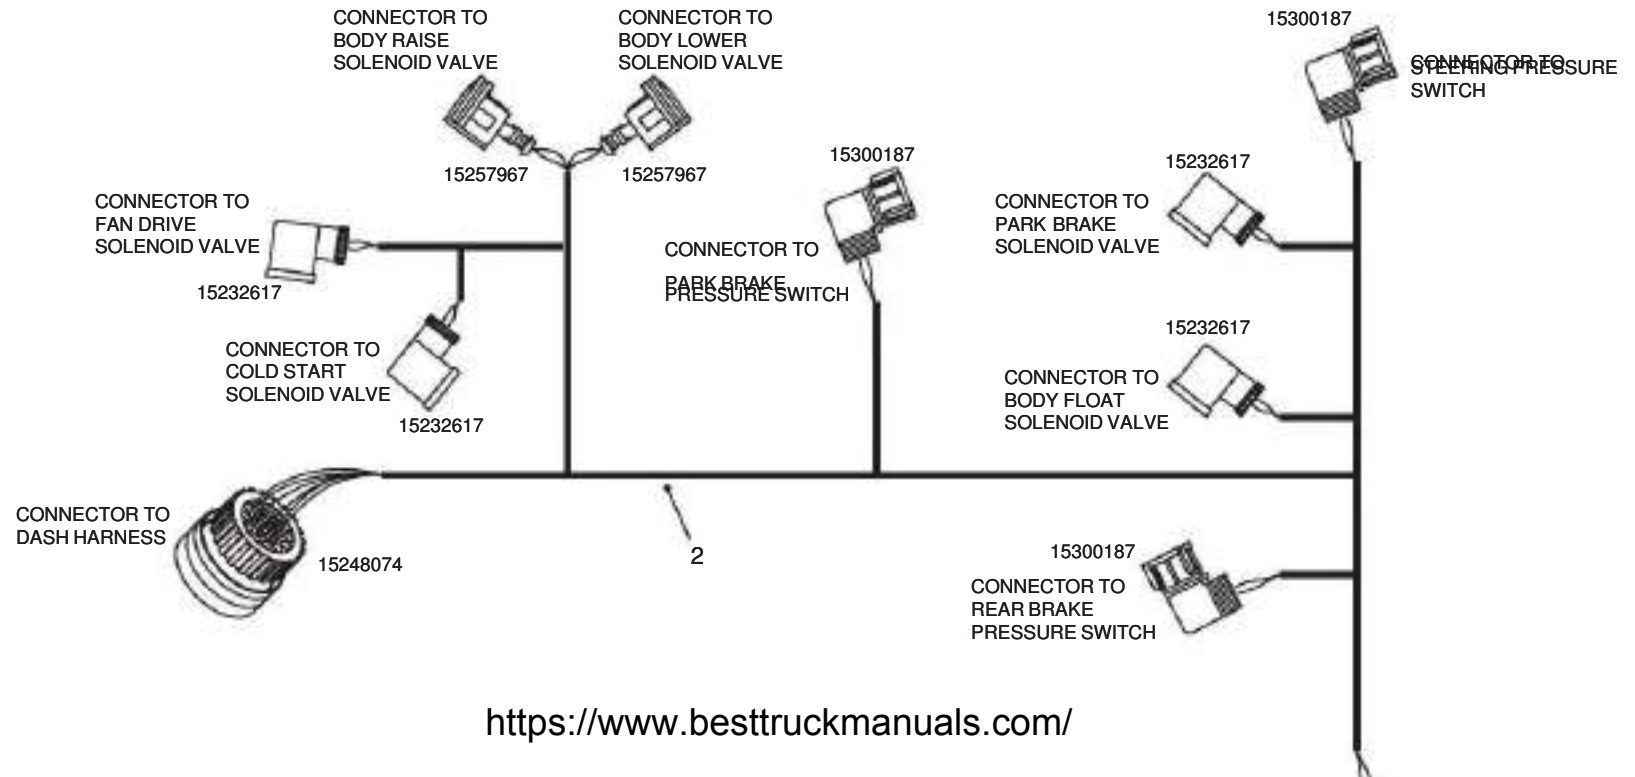 CONNECTOR TO
BODY RAISE
SOLENOID VALVE
CONNECTOR TO
BODY LOWER
SOLENOID VALVE
15300187
CONNECTOR TO
STEERING PRESSURE
SWITCH
15257967
15257967
15300187
15232617
CONNECTOR TO
FAN DRIVE
SOLENOID VALVE
CONNECTOR TO
PARK BRAKE
SOLENOID VALVE
CONNECTOR TO
PARK BRAKE
PRESSURE SWITCH
15232617
15232617
CONNECTOR TO
COLD START
SOLENOID VALVE
15232617
CONNECTOR TO
BODY FLOAT
SOLENOID VALVE
CONNECTOR TO
DASH HARNESS
15248074
2
15300187
CONNECTOR TO
REAR BRAKE
PRESSURE SWITCH
https://www.besttruckmanuals.com/